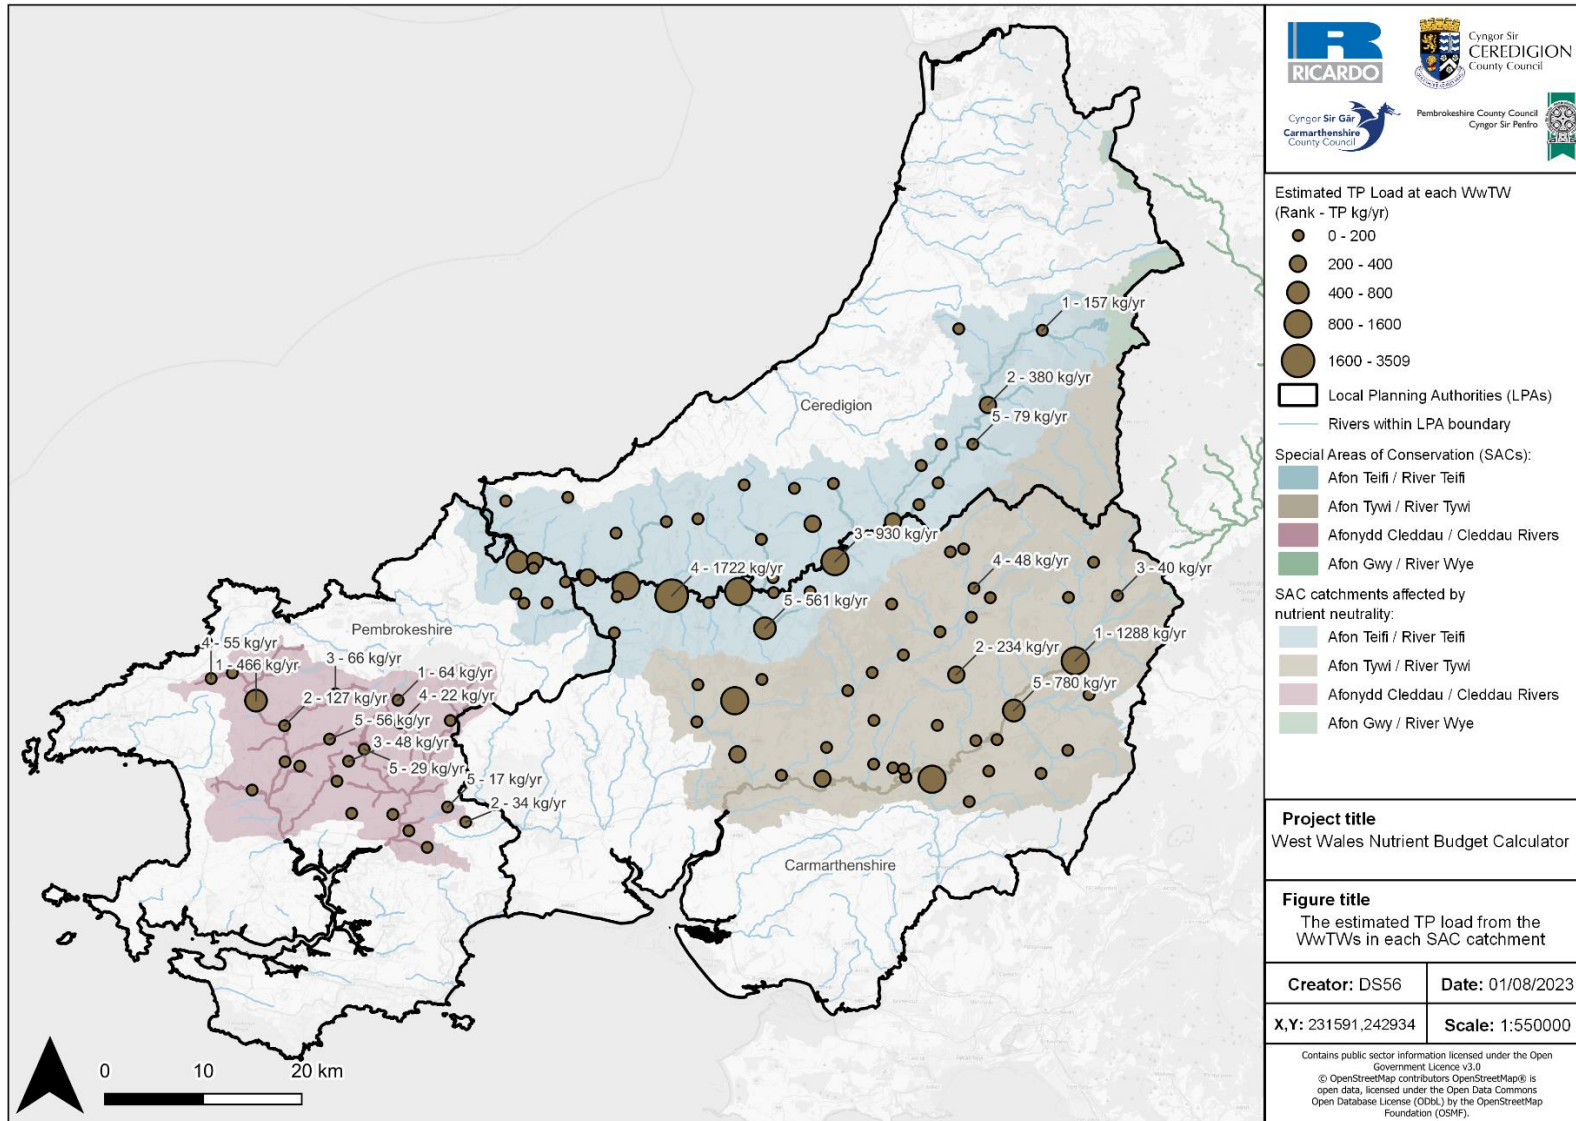 1 - 157 kg/yr
2 - 380 kg/yr
Ceredigion
5 - 79 kg/yr
3 - 930 kg/yr
4 - 1722 kg/yr
4 - 48 kg/yr
3 - 40 kg/yr
5 - 561 kg/yr
Pembrokeshire
1 - 1288 kg/yr
4 - 55 kg/yr
3 - 66 kg/yr
1 - 466 kg/yr
1 - 64 kg/yr
2 - 234 kg/yr
2 - 127 kg/yr
4 - 22 kg/yr
5 - 780 kg/yr
5 - 56 kg/yr
3 - 48 kg/yr
5 - 29 kg/yr
5 - 17 kg/yr
2 - 34 kg/yr
Carmarthenshire
0 10 20 km
RICARDO
Cyngor Sir
CEREDIGION
County Council
Cyngor Sir Gâr
Carmarthenshire
County Council
Pembrokeshire County Council
Cyngor Sir Penfro
Estimated TP Load at each WwTW
(Rank - TP kg/yr)
0 - 200
200 - 400
400 - 800
800 - 1600
1600 - 3509
Local Planning Authorities (LPAs)
Rivers within LPA boundary
Special Areas of Conservation (SACs):
Afon Teifi / River Teifi
Afon Tywi / River Tywi
Afonydd Cleddau / Cleddau Rivers
Afon Gwy / River Wye
SAC catchments affected by
nutrient neutrality:
Afon Teifi / River Teifi
Afon Tywi / River Tywi
Afonydd Cleddau / Cleddau Rivers
Afon Gwy / River Wye
Project title
West Wales Nutrient Budget Calculator
Figure title
The estimated TP load from the
WwTWs in each SAC catchment
Creator: DS56
Date: 01/08/2023
X,Y: 231591,242934
Scale: 1:550000
Contains public sector information licensed under the Open
Government Licence v3.0
© OpenStreetMap contributors OpenStreetMap® is
open data, licensed under the Open Data Commons
Open Database License (ODbL) by the OpenStreetMap
Foundation (OSMF).